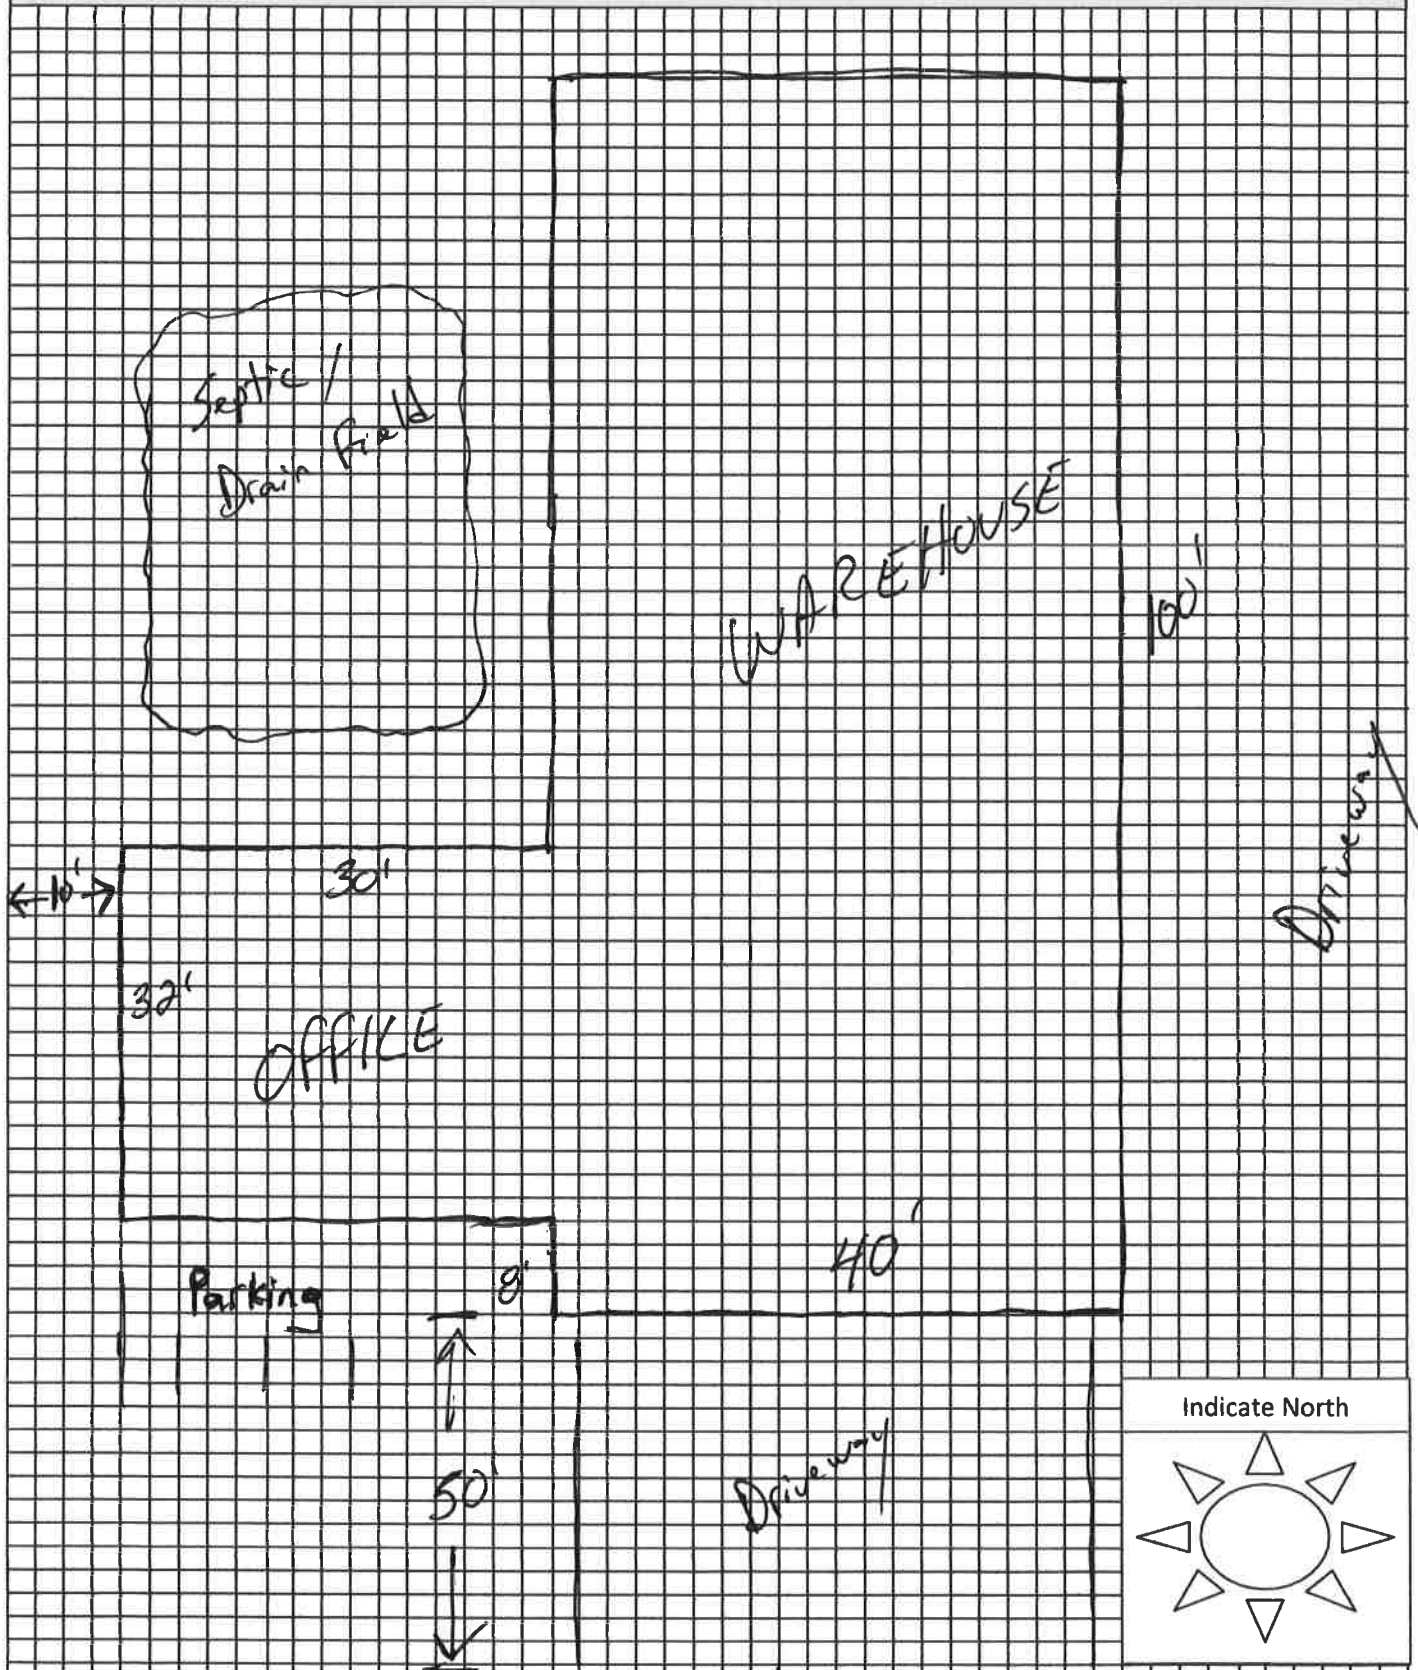 Septic /
Drain field
WAREHOUSE
100'
Driveway
30'
←10'→
32'
OFFICE
40'
Parking
8'
50'
Driveway
Indicate North